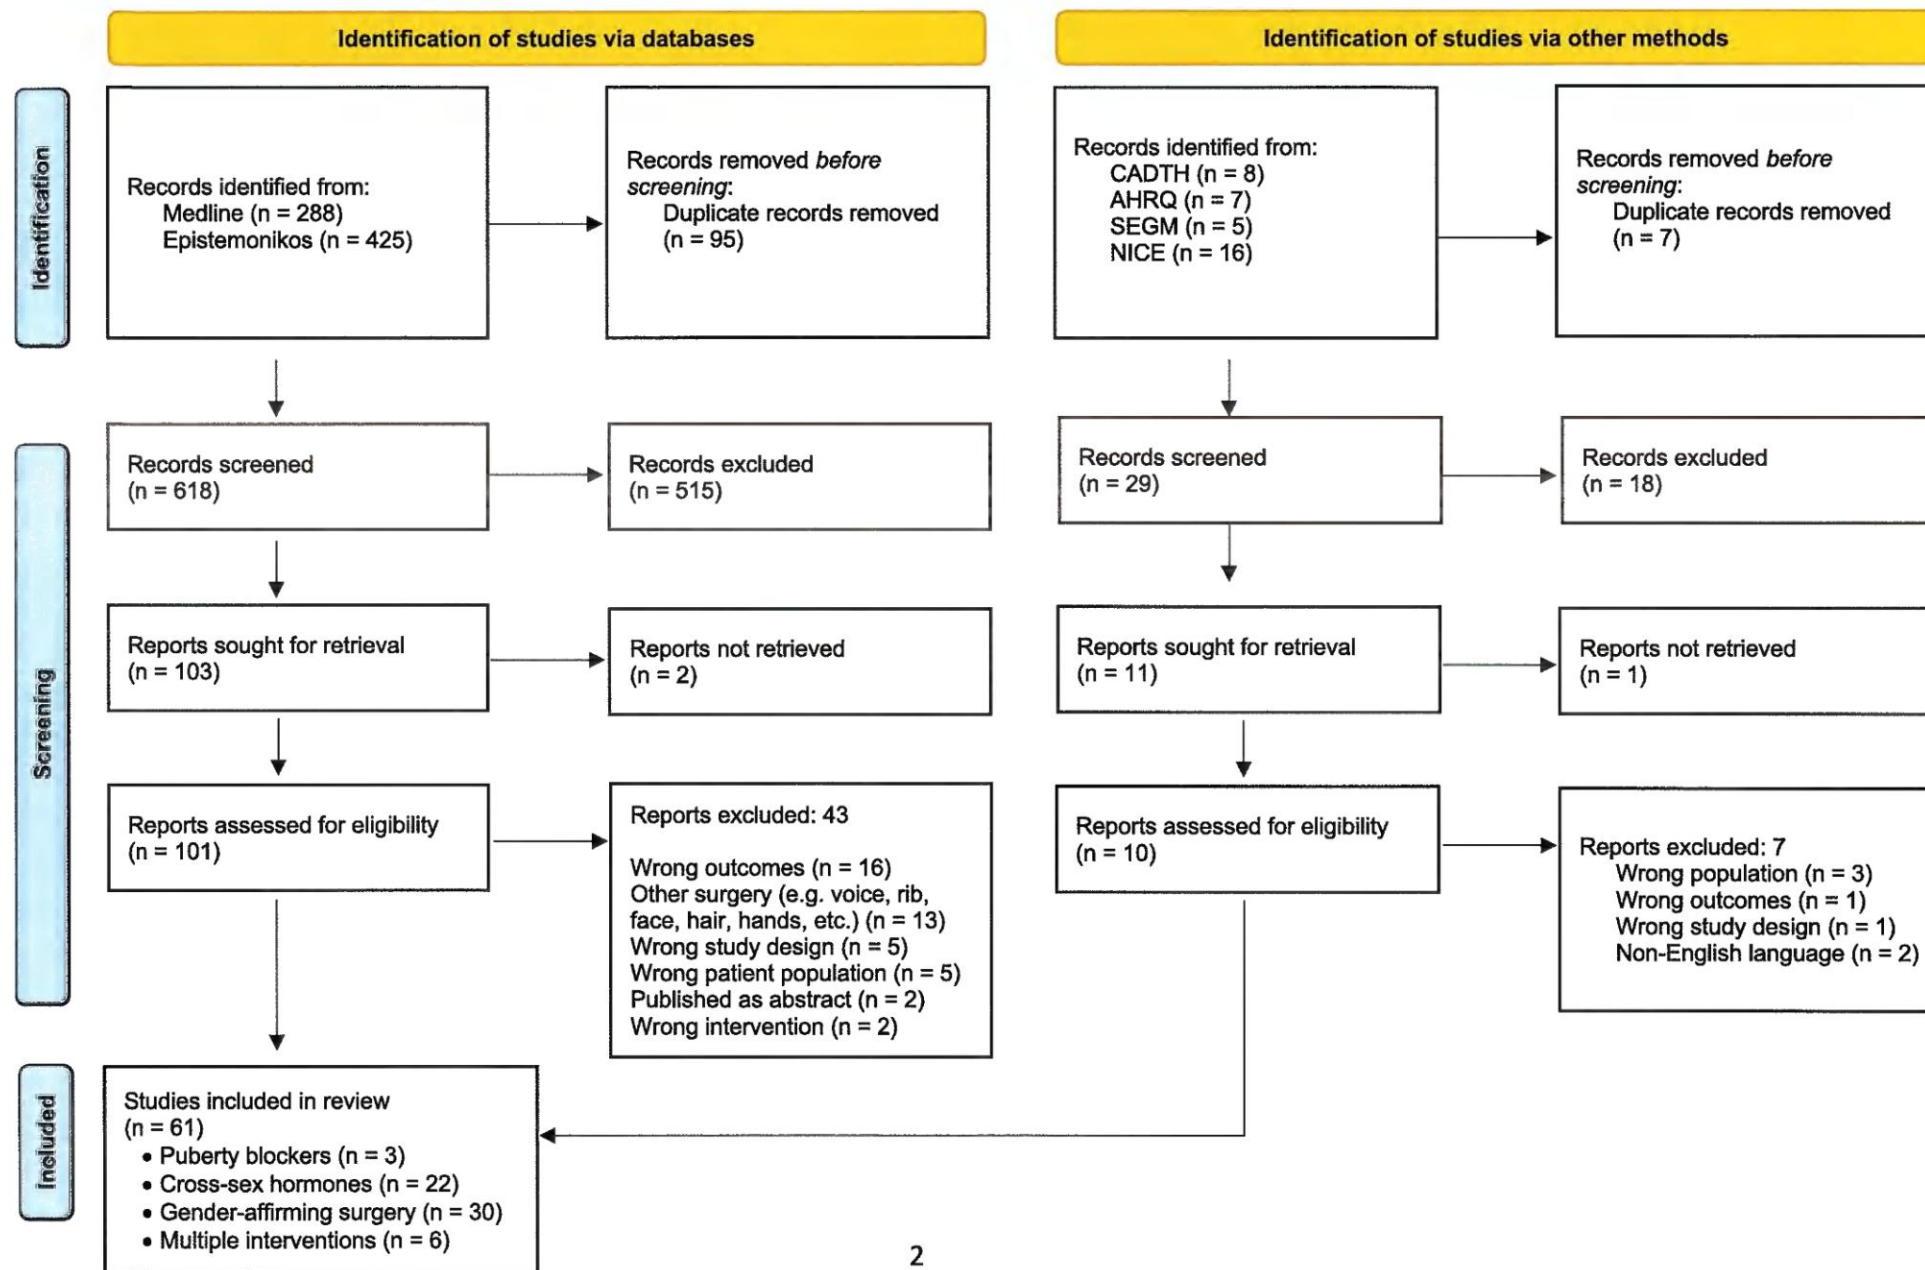 Identification of studies via databases
Identification of studies via other methods
Identification
Records identified from:
Medline (n = 288)
Epistemonikos (n = 425)
Records removed before
screening:
Duplicate records removed
(n = 95)
Records identified from:
CADTH (n = 8)
AHRQ (n = 7)
SEGM (n = 5)
NICE (n = 16)
Records removed before
screening:
Duplicate records removed
(n = 7)
Screening
Records screened
(n = 618)
Records excluded
(n = 515)
Records screened
(n = 29)
Records excluded
(n = 18)
Reports sought for retrieval
(n = 103)
Reports not retrieved
(n = 2)
Reports sought for retrieval
(n = 11)
Reports not retrieved
(n = 1)
Reports assessed for eligibility
(n = 101)
Reports excluded: 43
Wrong outcomes (n = 16)
Other surgery (e.g. voice, rib,
face, hair, hands, etc.) (n = 13)
Wrong study design (n = 5)
Wrong patient population (n = 5)
Published as abstract (n = 2)
Wrong intervention (n = 2)
Reports assessed for eligibility
(n = 10)
Reports excluded: 7
Wrong population (n = 3)
Wrong outcomes (n = 1)
Wrong study design (n = 1)
Non-English language (n = 2)
Included
Studies included in review
(n = 61)
• Puberty blockers (n = 3)
• Cross-sex hormones (n = 22)
• Gender-affirming surgery (n = 30)
• Multiple interventions (n = 6)
2